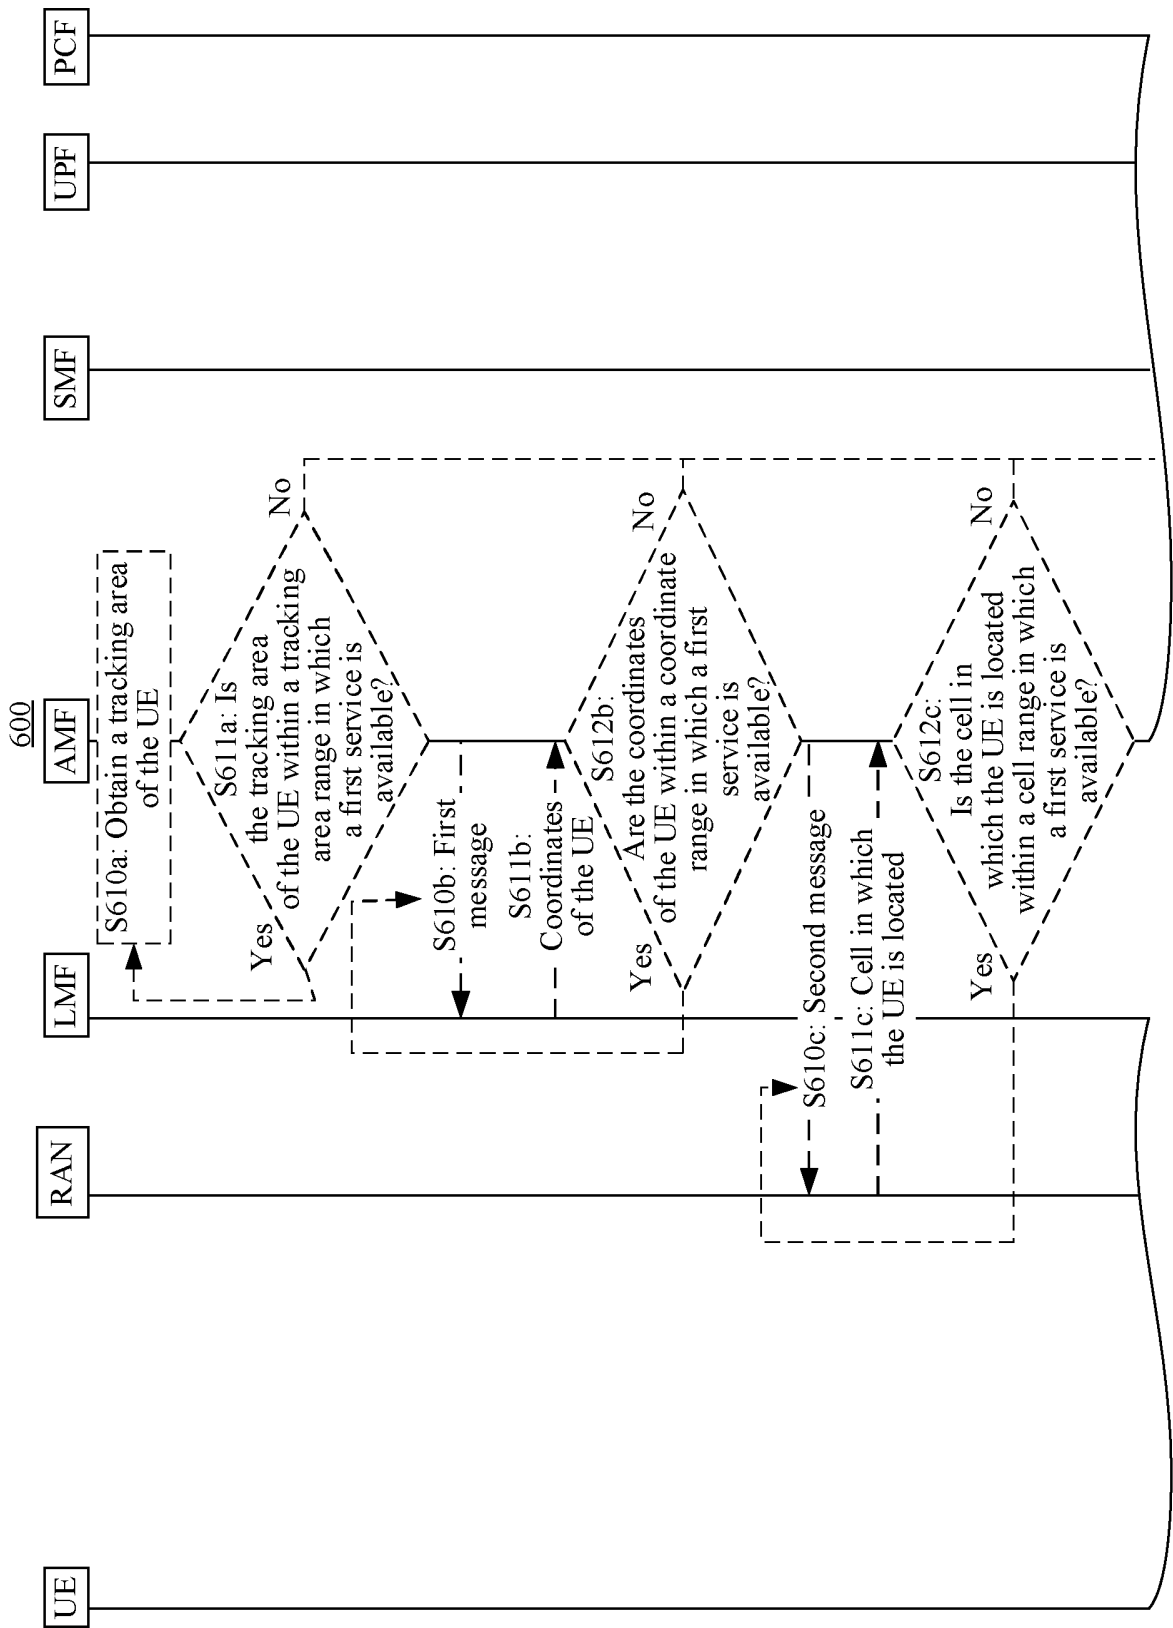 600
UE
RAN
LMF
AMF
SMF
UPF
PCF
S610a: Obtain a tracking area
of the UE
S611a: Is
the tracking area
of the UE within a tracking
area range in which
a first service is
available?
Yes
No
S610b: First
message
S611b:
Coordinates
of the UE
S612b:
Are the coordinates
of the UE within a coordinate
range in which a first
service is
available?
Yes
No
S610c: Second message
S611c: Cell in which
the UE is located
S612c:
Is the cell in
which the UE is located
within a cell range in which
a first service is
available?
Yes
No